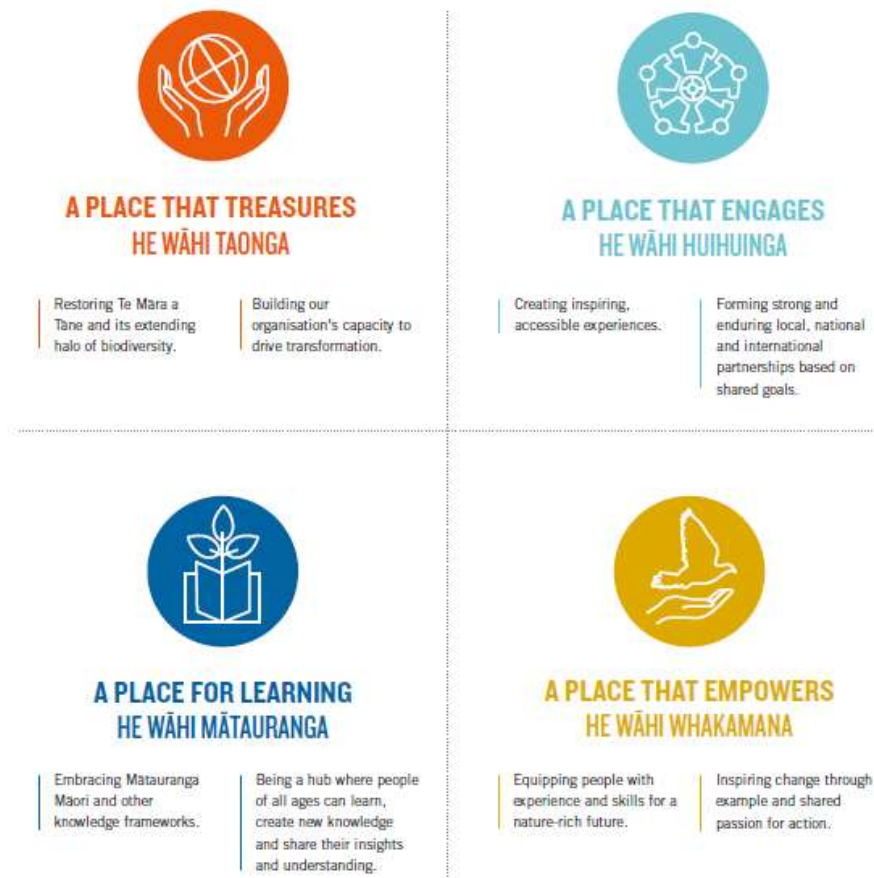 A PLACE THAT TREASURES
HE WĀHI TAONGA
Restoring Te Māra a
Tāne and its extending
halo of biodiversity.
Building our
organisation's capacity to
drive transformation.
A PLACE THAT ENGAGES
HE WĀHI HUIHUINGA
Creating inspiring,
accessible experiences.
Forming strong and
enduring local, national
and international
partnerships based on
shared goals.
A PLACE FOR LEARNING
HE WĀHI MĀTAURANGA
Embracing Mātauranga
Māori and other
knowledge frameworks.
Being a hub where people
of all ages can learn,
create new knowledge
and share their insights
and understanding.
A PLACE THAT EMPOWERS
HE WĀHI WHAKAMANA
Equipping people with
experience and skills for a
nature-rich future.
Inspiring change through
example and shared
passion for action.